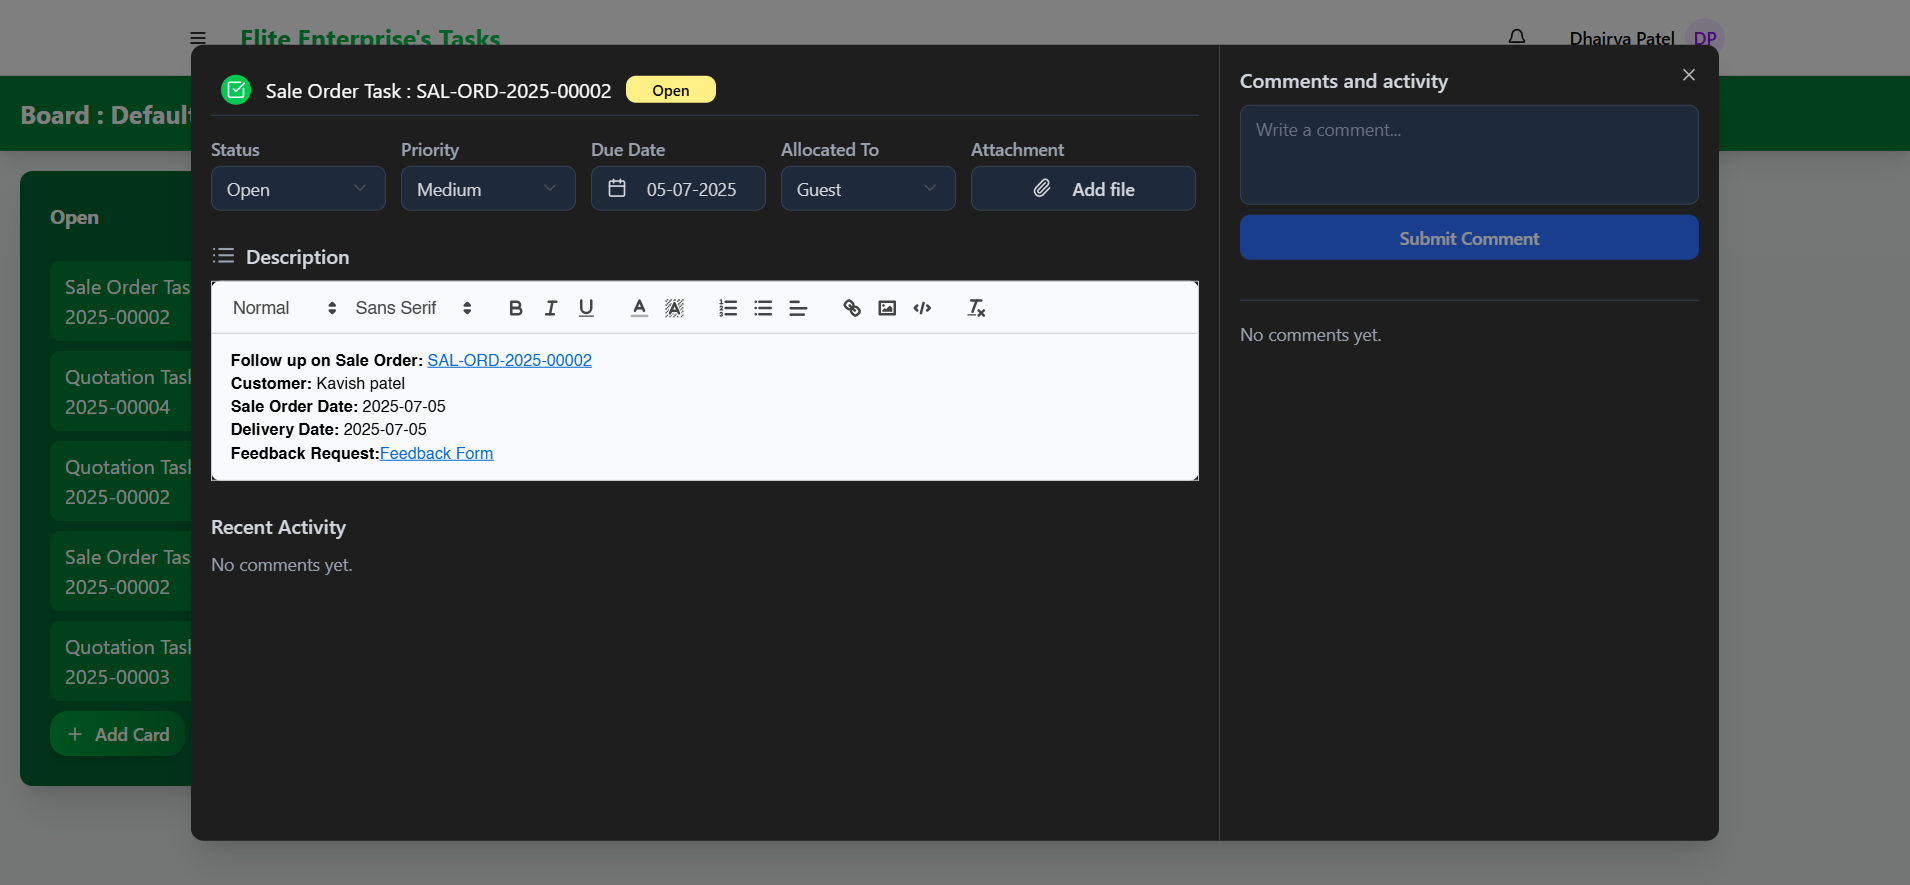 Elite Enterprise's Tasks
Dhairya Patel
DP
Board : Default
Open
Sale Order Tas
2025-00002
Quotation Task
2025-00004
Quotation Task
2025-00002
Sale Order Tas
2025-00002
Quotation Task
2025-00003
Add Card
Sale Order Task : SAL-ORD-2025-00002
Open
Status
Priority
Due Date
Allocated To
Attachment
Open
Medium
05-07-2025
Guest
Add file
Description
Normal
Sans Serif
Follow up on Sale Order: SAL-ORD-2025-00002
Customer: Kavish patel
Sale Order Date: 2025-07-05
Delivery Date: 2025-07-05
Feedback Request:Feedback Form
Recent Activity
No comments yet.
Comments and activity
Write a comment...
Submit Comment
No comments yet.